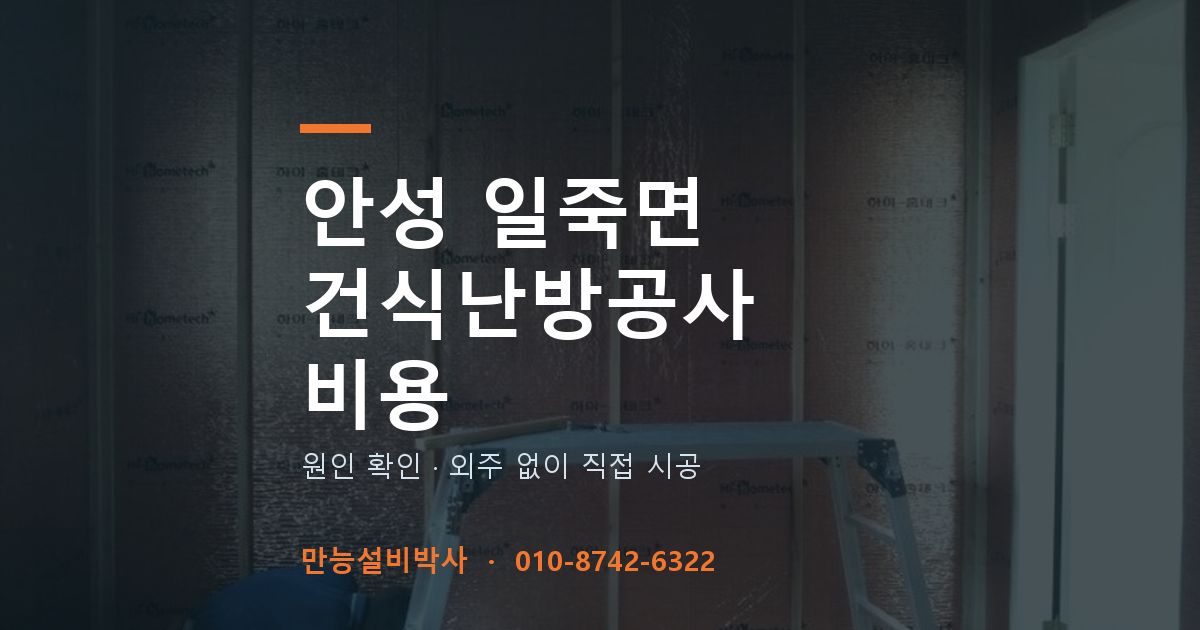 안성 일죽면
건식난방공사
비용
원인 확인 · 외주 없이 직접 시공
만능설비박사 · 010-8742-6322